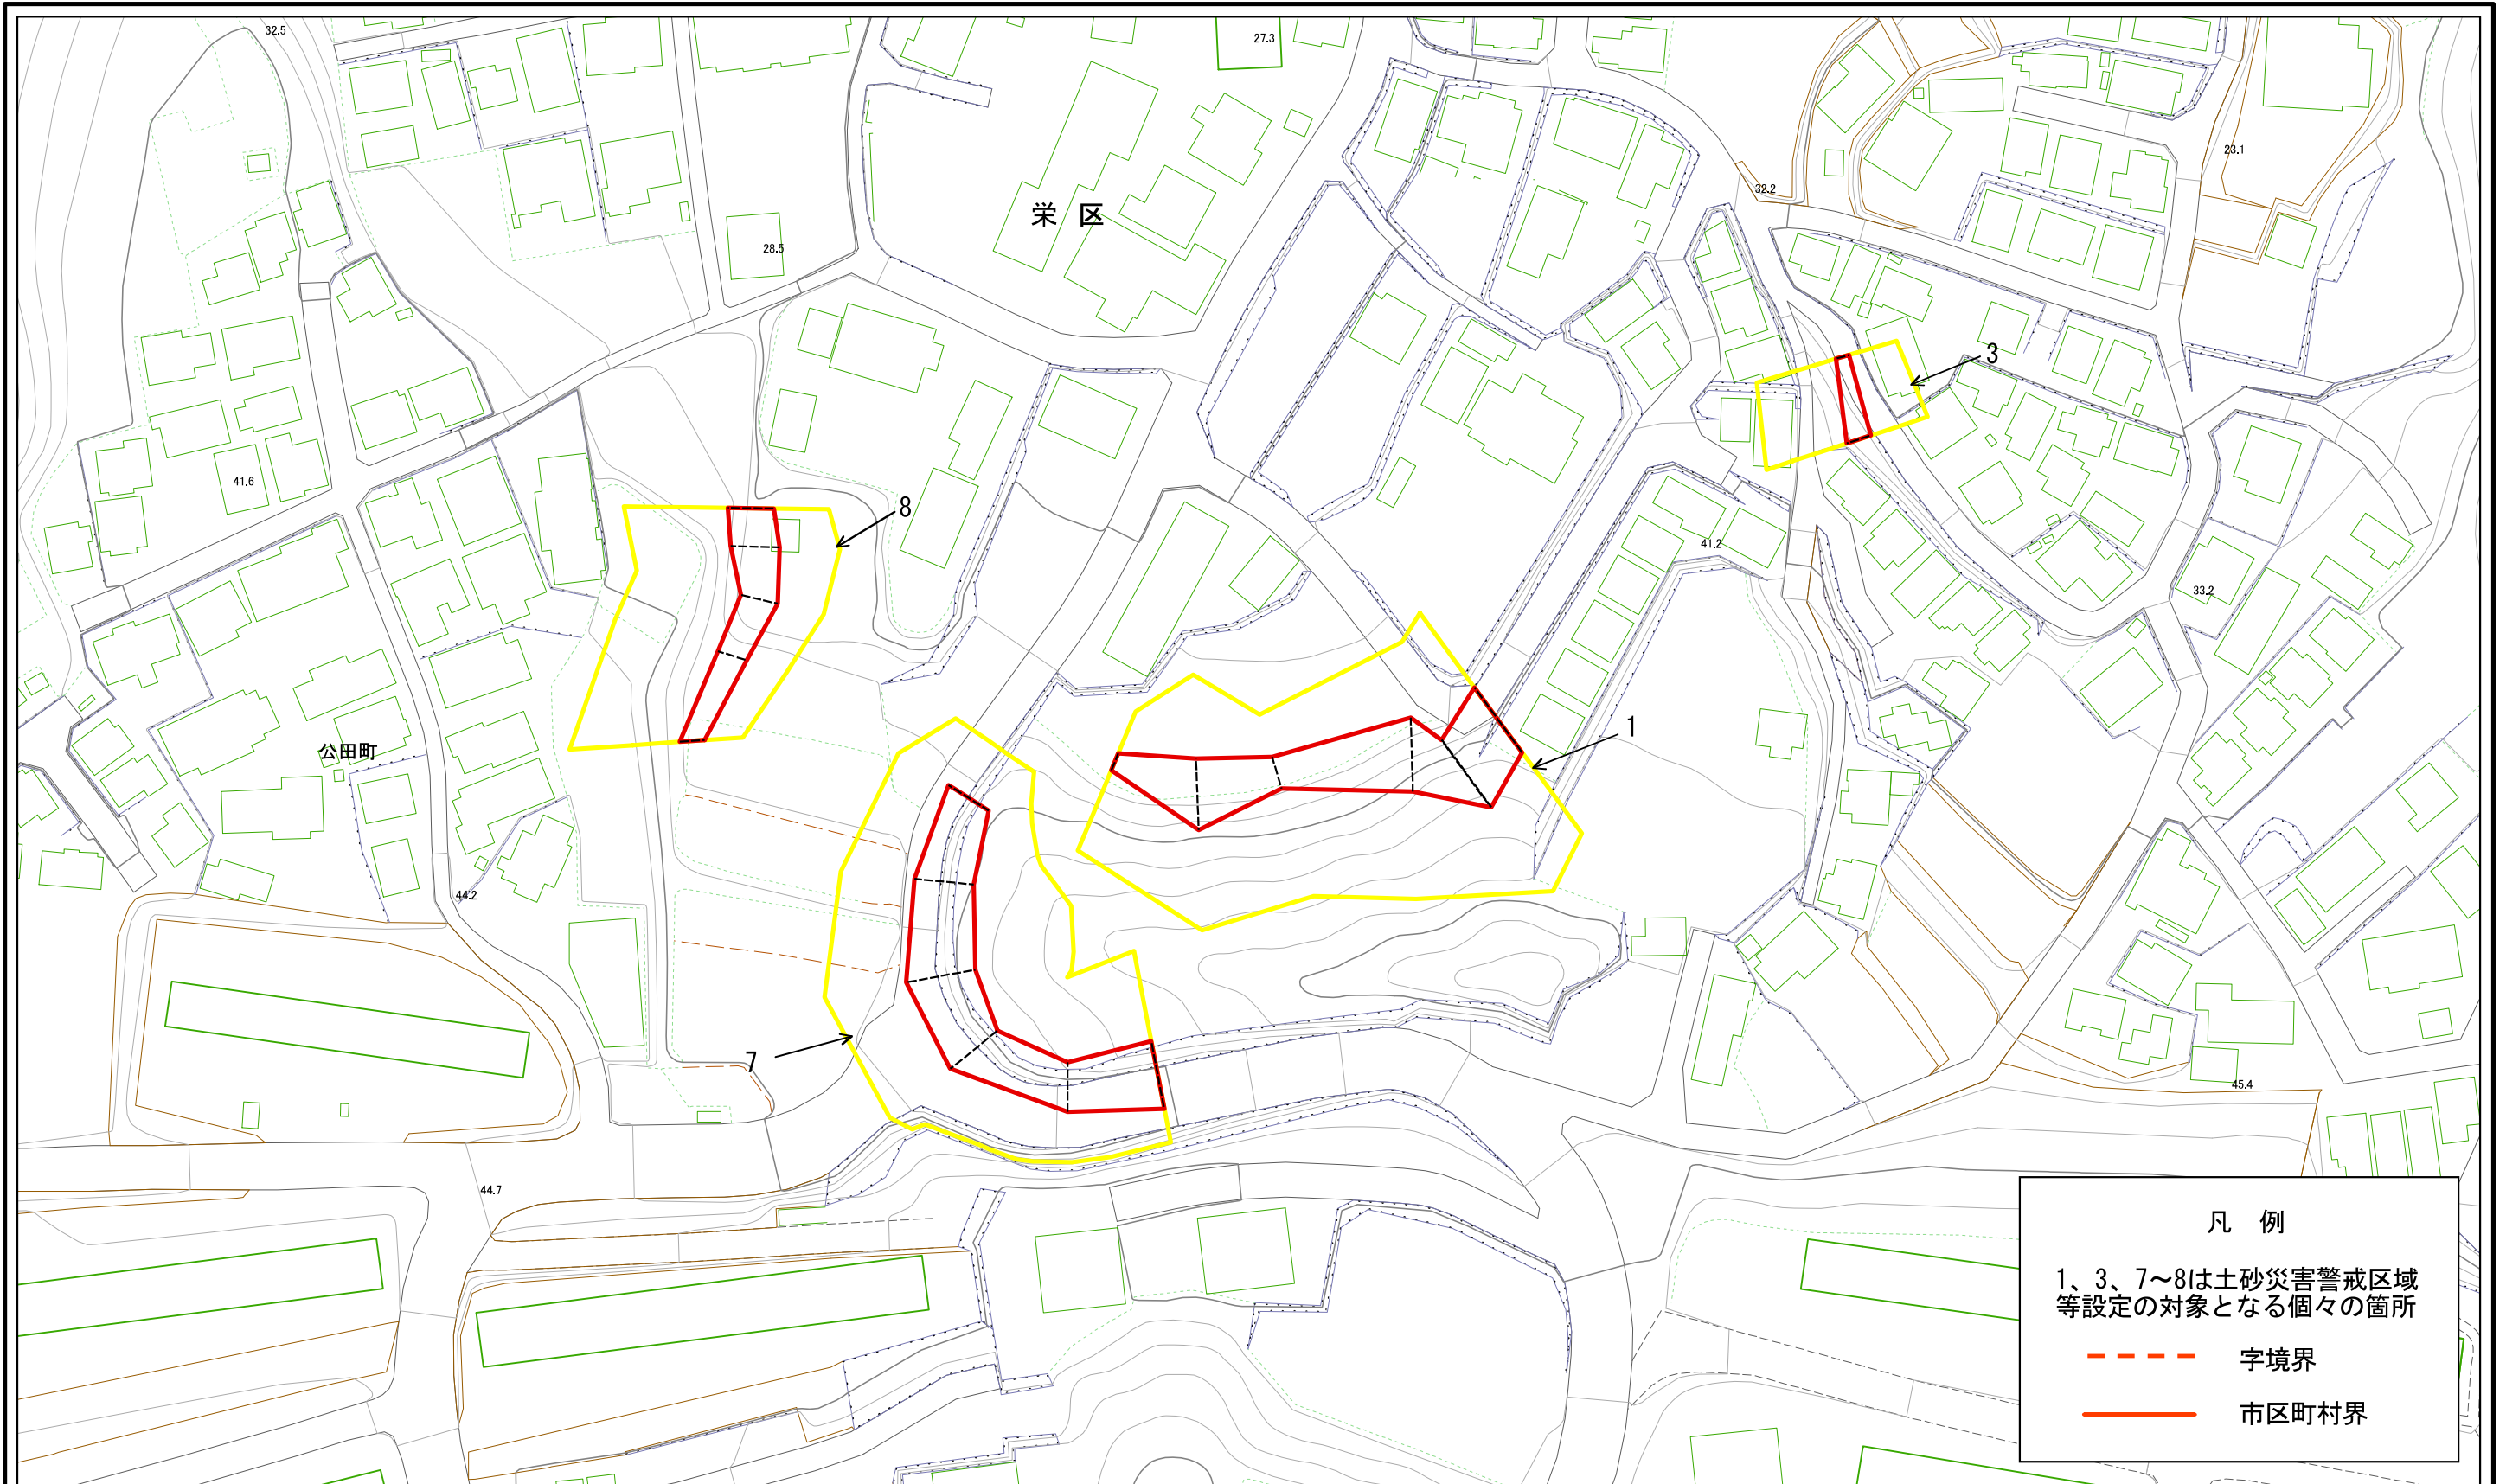 32.5
27.3
23.1
32.2
栄 区
28.5
3
41.6
8
41.2
33.2
1
公田町
44.2
7
45.4
44.7
凡 例
1、3、7～8は土砂災害警戒区域
等設定の対象となる個々の箇所
字境界
市区町村界